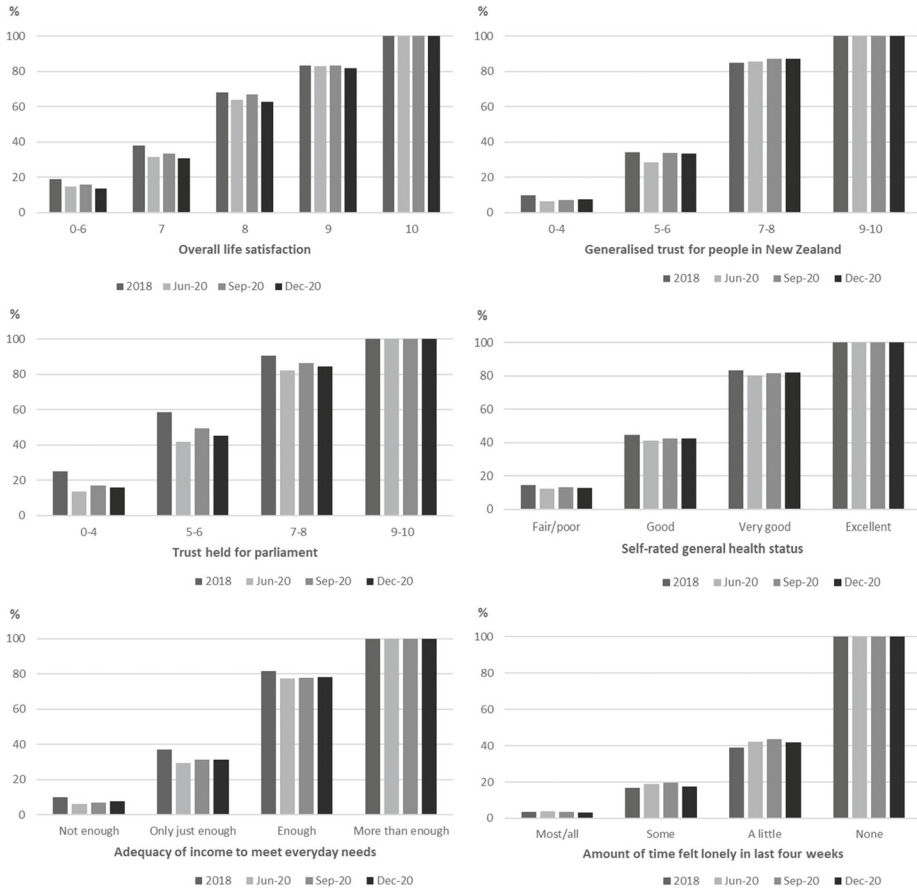 %
100
80
60
40
20
0
0-6 7 8 9 10
Overall life satisfaction
2018 Jun-20 Sep-20 Dec-20
%
100
80
60
40
20
0
0-4 5-6 7-8 9-10
Generalised trust for people in New Zealand
2018 Jun-20 Sep-20 Dec-20
100
80
60
40
20
0
0-4 5-6 7-8 9-10
Trust held for parliament
2018 Jun-20 Sep-20 Dec-20
%
100
80
60
40
20
0
Fair/poor Good Very good Excellent
Self-rated general health status
2018 Jun-20 Sep-20 Dec-20
%
100
80
60
40
20
0
Not enough Only just enough Enough More than enough
Adequacy of income to meet everyday needs
2018 Jun-20 Sep-20 Dec-20
%
100
80
60
40
20
0
Most/all Some A little None
Amount of time felt lonely in last four weeks
2018 Jun-20 Sep-20 Dec-20